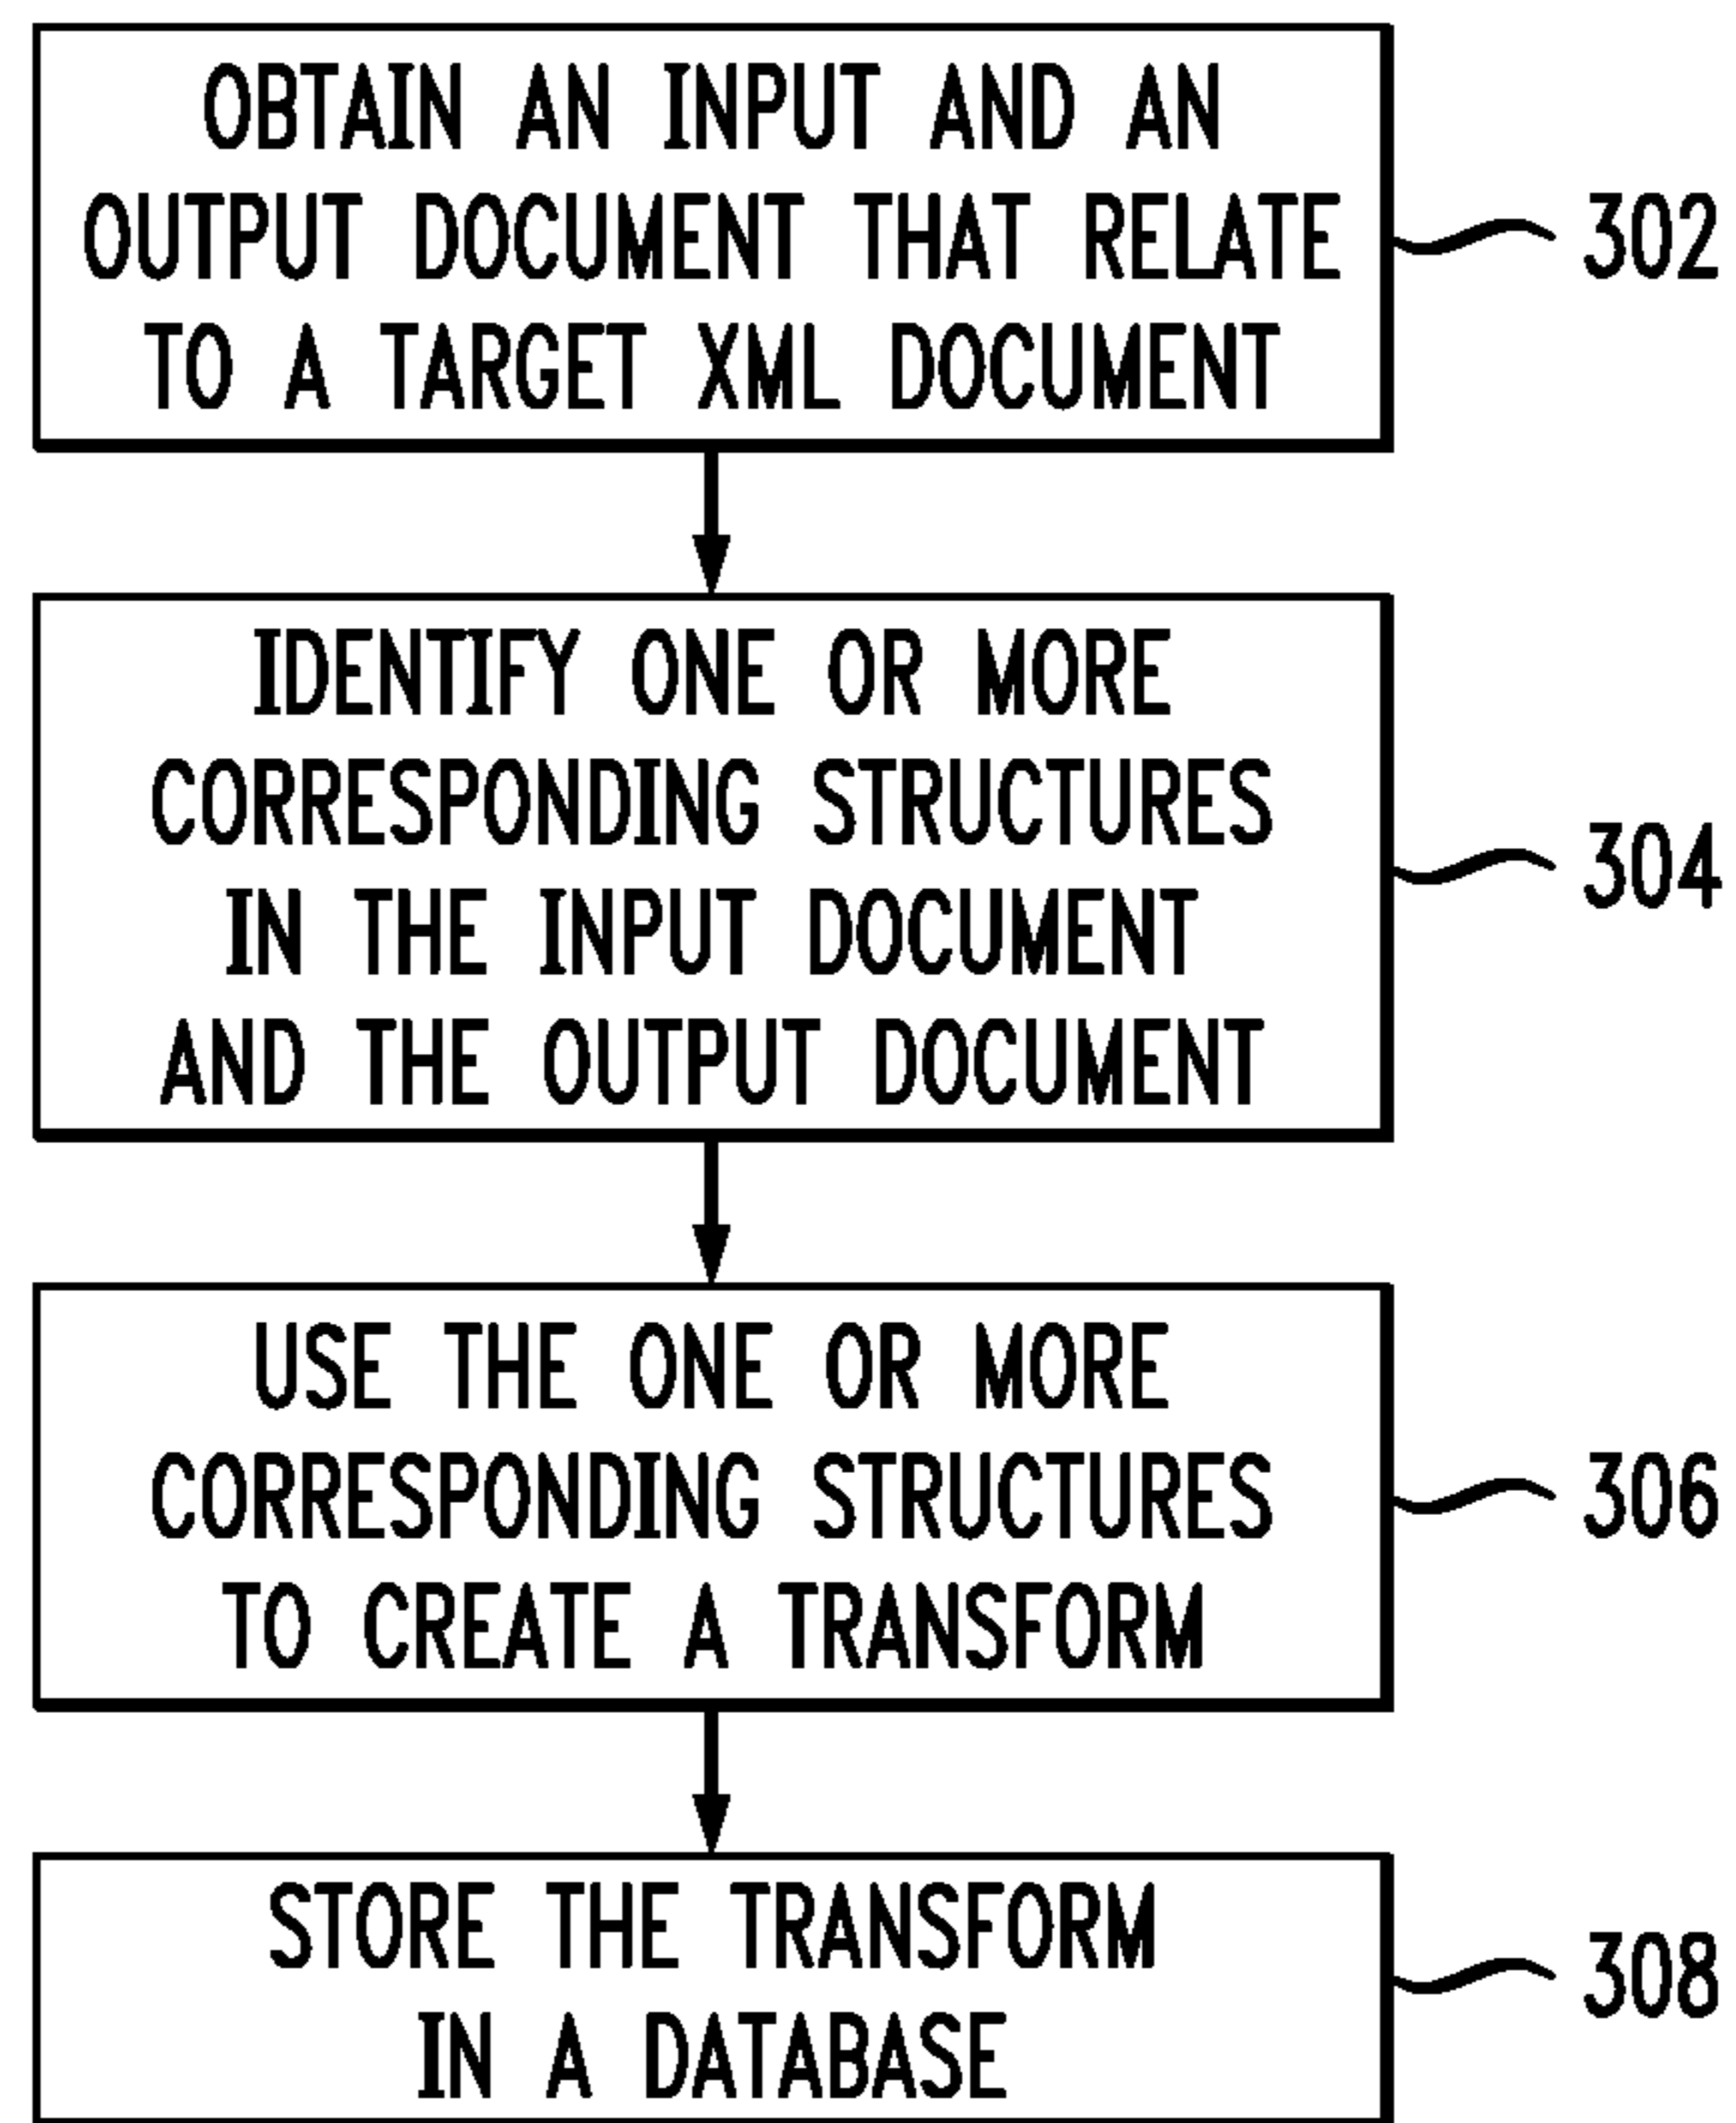 OBTAIN AN INPUT AND AN
OUTPUT DOCUMENT THAT RELATE
TO A TARGET XML DOCUMENT
302
IDENTIFY ONE OR MORE
CORRESPONDING STRUCTURES
IN THE INPUT DOCUMENT
AND THE OUTPUT DOCUMENT
304
USE THE ONE OR MORE
CORRESPONDING STRUCTURES
TO CREATE A TRANSFORM
306
STORE THE TRANSFORM
IN A DATABASE
308